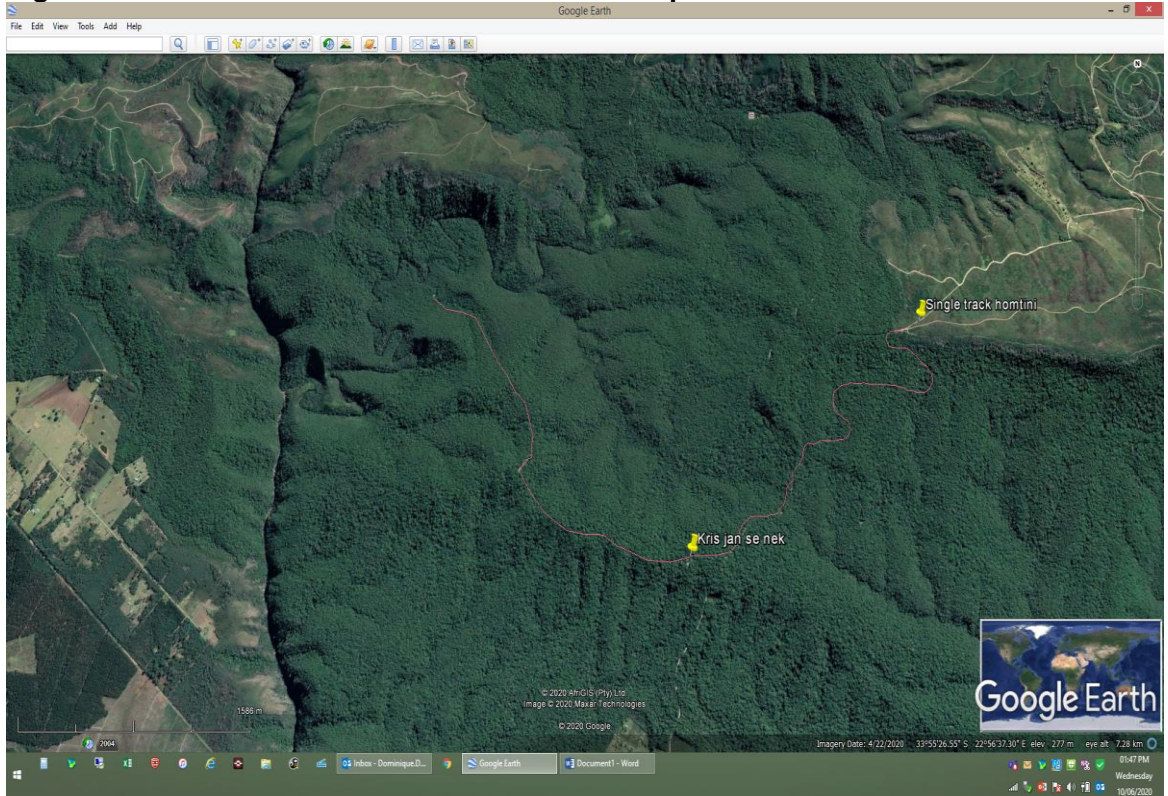 Google Earth
File Edit View Tools Add Help
N
Single track homtini
Kris jan se nek
1586 m
© 2020 AfriGIS (Pty) Ltd.
Image © 2020 Maxar Technologies
© 2020 Google
Google Earth
2004
Imagery Date: 4/22/2020 33°55'26.55" S 22°56'37.30" E elev 277 m eye alt 7.28 km
Inbox - Dominique.D...
Google Earth
Document1 - Word
01:47 PM
Wednesday
10/06/2020